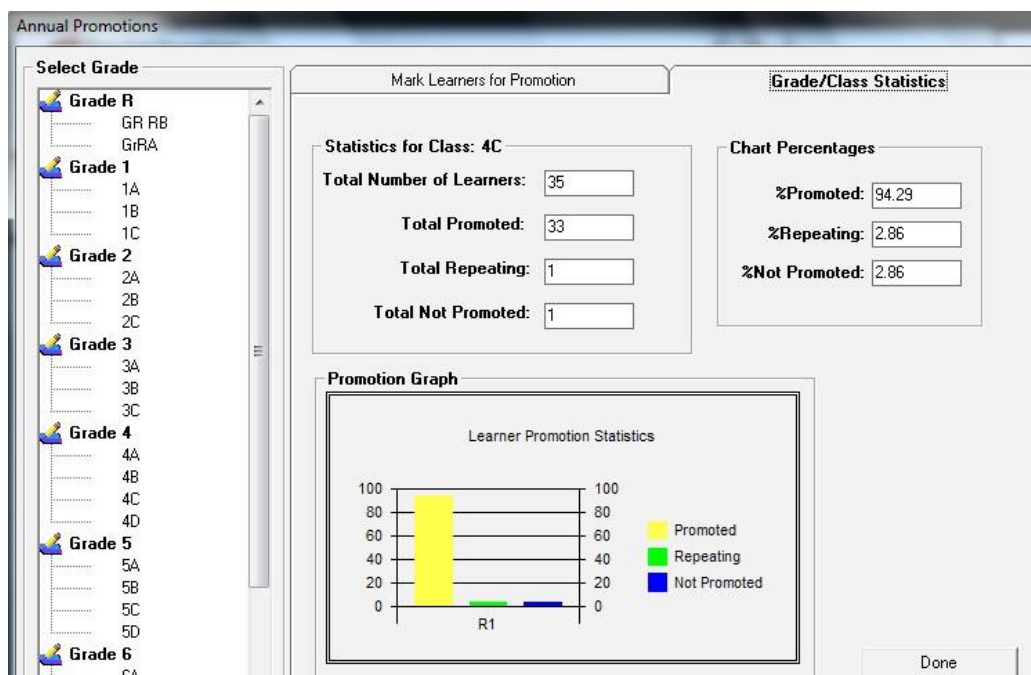 Annual Promotions
Select Grade
Grade R
GR RB
GrRA
Grade 1
1A
1B
1C
Grade 2
2A
2B
2C
Grade 3
3A
3B
3C
Grade 4
4A
4B
4C
4D
Grade 5
5A
5B
5C
5D
Grade 6
6A
Mark Learners for Promotion
Grade/Class Statistics
Statistics for Class: 4C
Total Number of Learners: 35
Total Promoted: 33
Total Repeating: 1
Total Not Promoted: 1
Chart Percentages
%Promoted: 94.29
%Repeating: 2.86
%Not Promoted: 2.86
Promotion Graph
Learner Promotion Statistics
100 100
80 80
60 60
40 40
20 20
0 0
R1
Promoted
Repeating
Not Promoted
Done